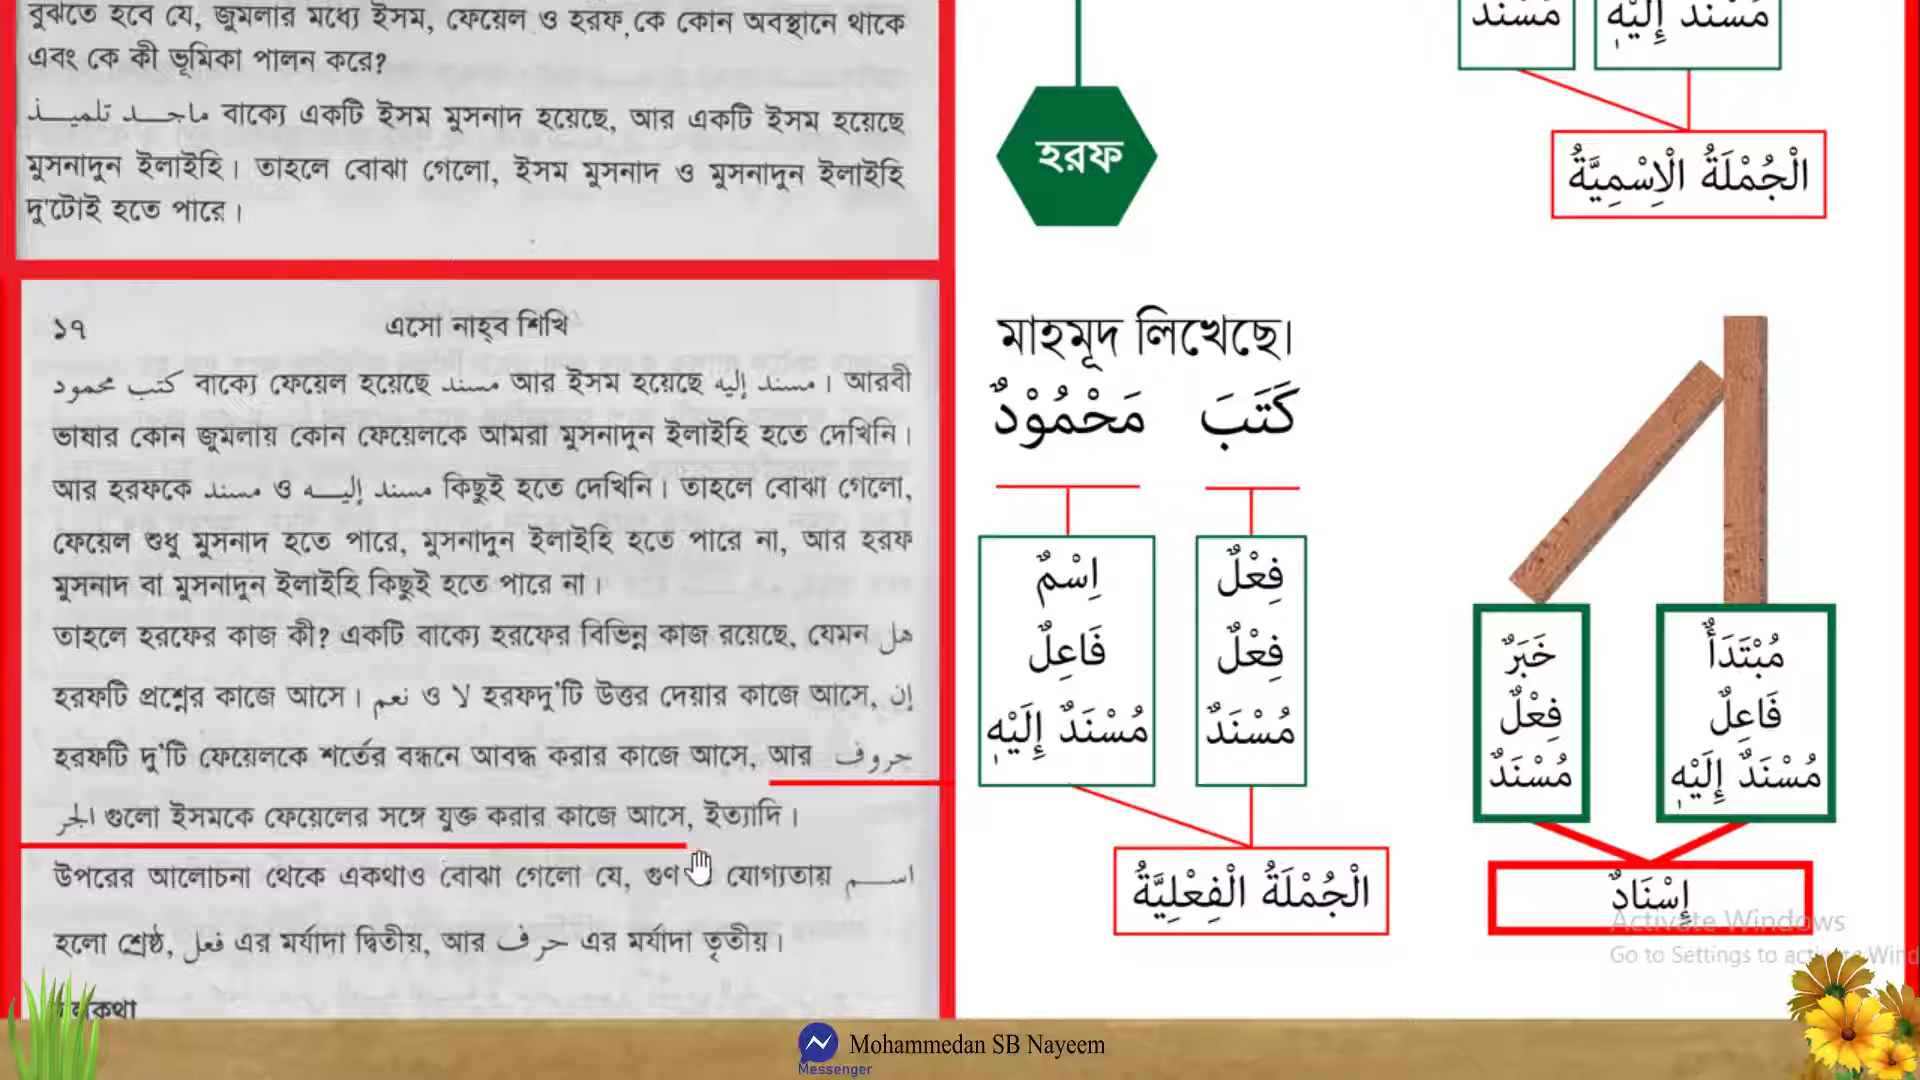 বুঝতে হবে যে, জুমলার মধ্যে ইসম, ফেয়েল ও হরফ, কে কোন অবস্থানে থাকে
এবং কে কী ভূমিকা পালন করে?
ماجد تلميذ বাক্যে একটি ইসম মুসনাদ হয়েছে, আর একটি ইসম হয়েছে
মুসনাদুন ইলাইহি। তাহলে বোঝা গেলো, ইসম মুসনাদ ও মুসনাদুন ইলাইহি
দু'টোই হতে পারে।
১৭ এসো নাহ্‌ব শিখি
كتب محمود বাক্যে ফেয়েল হয়েছে مسند আর ইসম হয়েছে مسند إليه। আরবী
ভাষার কোন জুমলায় কোন ফেয়েলকে আমরা মুসনাদুন ইলাইহি হতে দেখিনি।
আর হরফকে مسند ও مسند إليه কিছুই হতে দেখিনি। তাহলে বোঝা গেলো,
ফেয়েল শুধু মুসনাদ হতে পারে, মুসনাদুন ইলাইহি হতে পারে না, আর হরফ
মুসনাদ বা মুসনাদুন ইলাইহি কিছুই হতে পারে না।
তাহলে হরফের কাজ কী? একটি বাক্যে হরফের বিভিন্ন কাজ রয়েছে, যেমন هل
হরফটি প্রশ্নের কাজে আসে। نعم ও لا হরফদু'টি উত্তর দেয়ার কাজে আসে, إن
হরফটি দু'টি ফেয়েলকে শর্তের বন্ধনে আবদ্ধ করার কাজে আসে, আর حروف
الجر গুলো ইসমকে ফেয়েলের সঙ্গে যুক্ত করার কাজে আসে, ইত্যাদি।
উপরের আলোচনা থেকে একথাও বোঝা গেলো যে, গুণ যোগ্যতায় اسم
হলো শ্রেষ্ঠ, فعل এর মর্যাদা দ্বিতীয়, আর حرف এর মর্যাদা তৃতীয়।
হরফ
مُسْنَدٌ إِلَيْهِ مُسْنَدٌ
الْجُمْلَةُ الْاِسْمِيَّةُ
মাহমূদ লিখেছে।
كَتَبَ مَحْمُوْدٌ
فِعْلٌ
فِعْلٌ
مُسْنَدٌ
اِسْمٌ
فَاعِلٌ
مُسْنَدٌ إِلَيْهِ
الْجُمْلَةُ الْفِعْلِيَّةُ
مُبْتَدَأٌ
فَاعِلٌ
مُسْنَدٌ إِلَيْهِ
خَبَرٌ
فِعْلٌ
مُسْنَدٌ
إِسْنَادٌ
Activate Windows
Go to Settings to activate Wind
Mohammedan SB Nayeem
Messenger